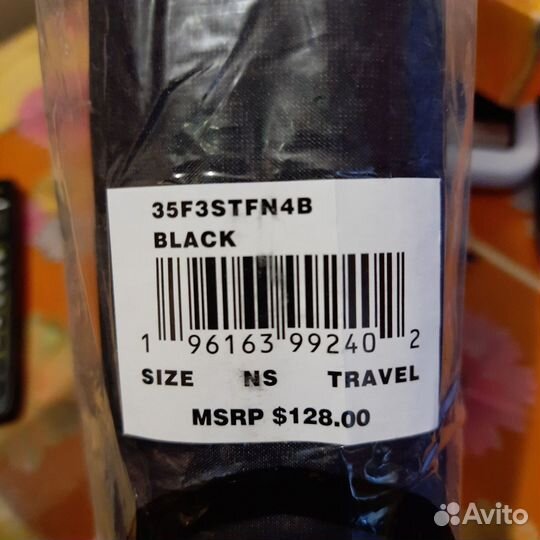 35F3STFN4B
BLACK
1 96163 99240 2
SIZE NS TRAVEL
MSRP $128.00
Avito